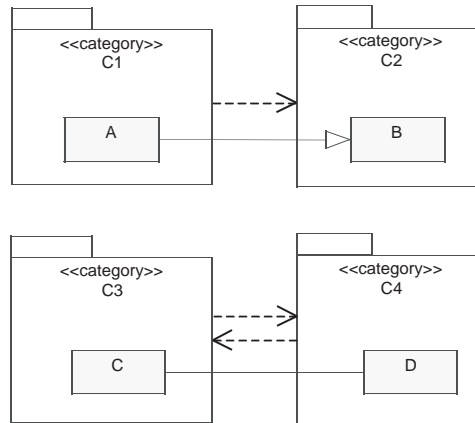 <<category>> <<category>>
C1 C2
A B
<<category>> <<category>>
C3 C4
C D